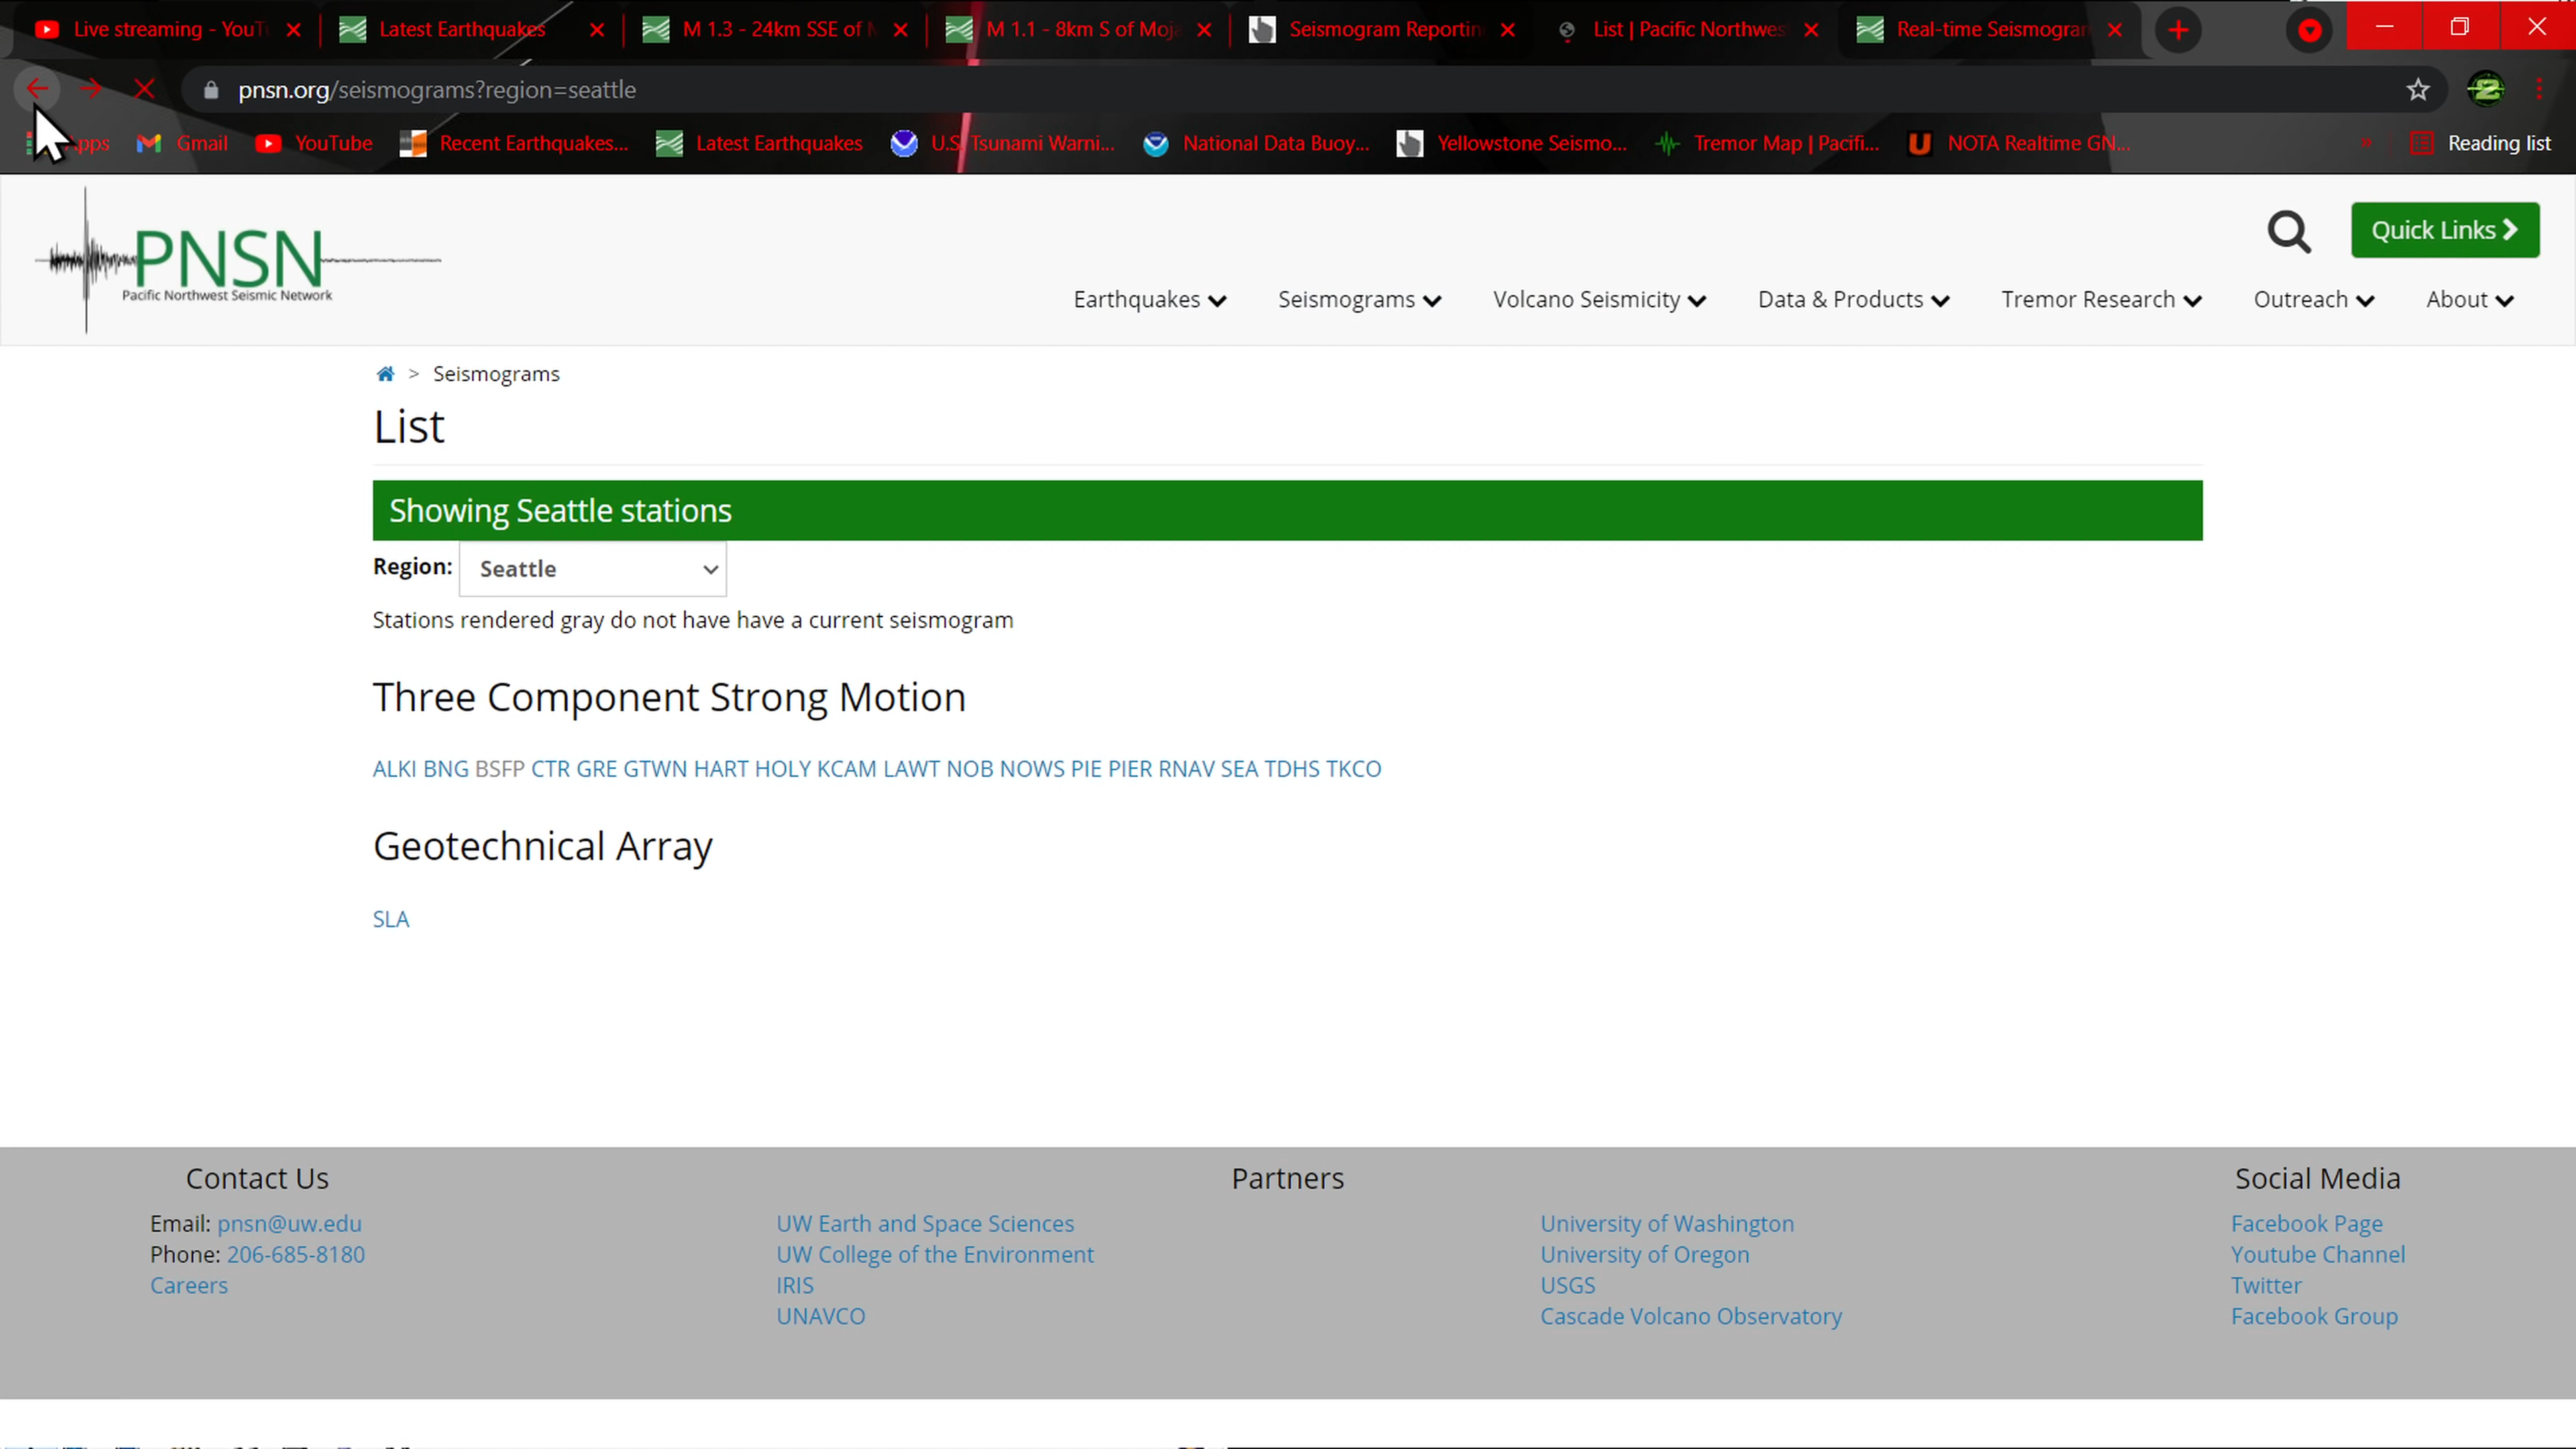 Live streaming - YouT
Latest Earthquakes
M 1.3 - 24km SSE of
M 1.1 - 8km S of Moja
Seismogram Reportin
List | Pacific Northwes
Real-time Seismogram
pnsn.org/seismograms?region=seattle
Apps
Gmail
YouTube
Recent Earthquakes...
Latest Earthquakes
U.S. Tsunami Warni...
National Data Buoy...
Yellowstone Seismo...
Tremor Map | Pacifi...
NOTA Realtime GN...
»
Reading list
PNSN
Pacific Northwest Seismic Network
Quick Links
Earthquakes
Seismograms
Volcano Seismicity
Data & Products
Tremor Research
Outreach
About
> Seismograms
List
Showing Seattle stations
Region: Seattle
Stations rendered gray do not have have a current seismogram
Three Component Strong Motion
ALKI BNG BSFP CTR GRE GTWN HART HOLY KCAM LAWT NOB NOWS PIE PIER RNAV SEA TDHS TKCO
Geotechnical Array
SLA
Contact Us
Email: pnsn@uw.edu
Phone: 206-685-8180
Careers
Partners
UW Earth and Space Sciences
UW College of the Environment
IRIS
UNAVCO
University of Washington
University of Oregon
USGS
Cascade Volcano Observatory
Social Media
Facebook Page
Youtube Channel
Twitter
Facebook Group